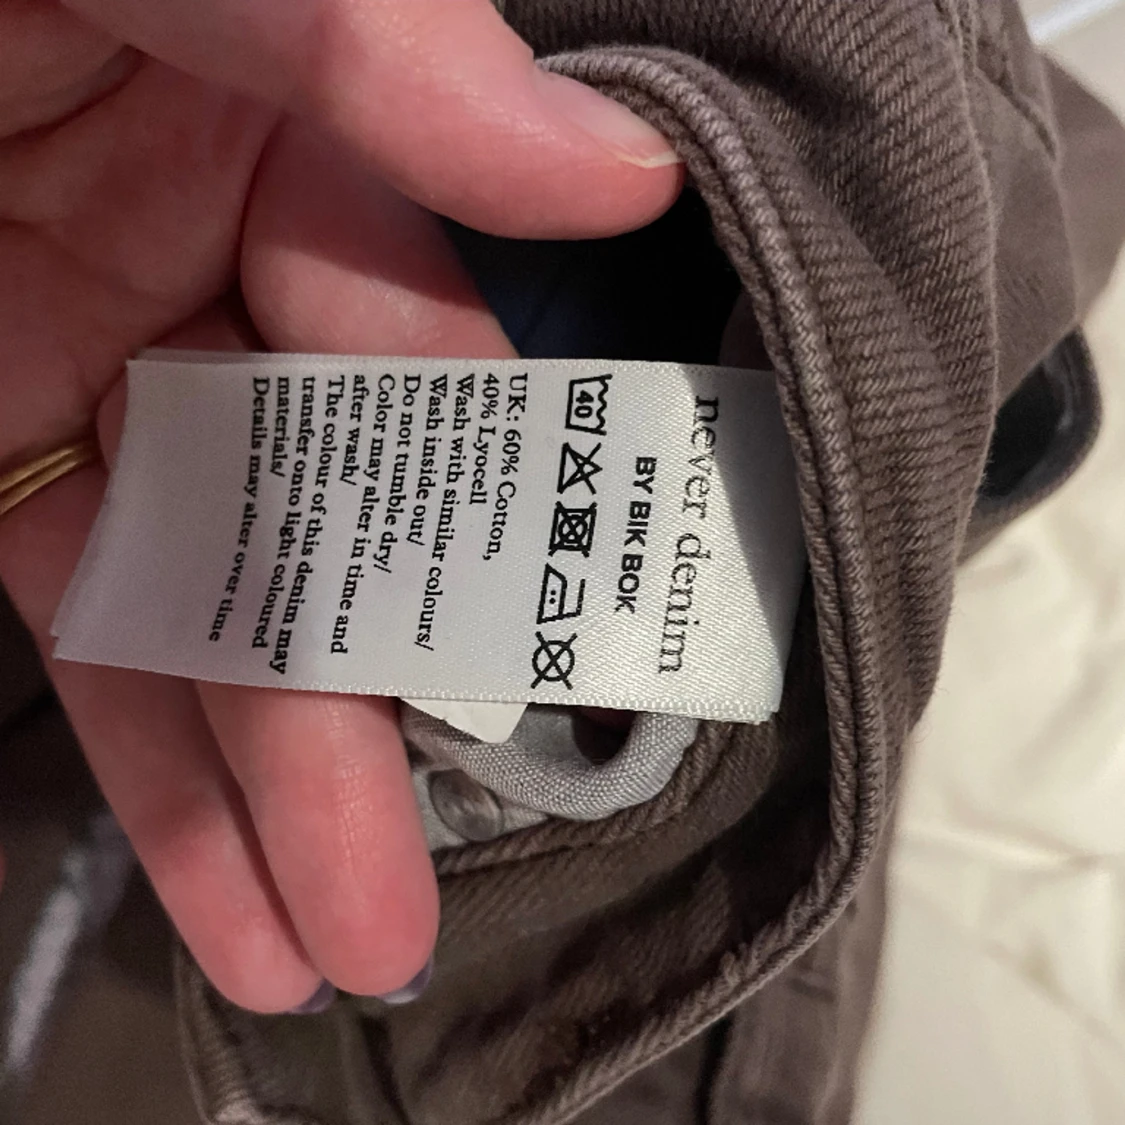 never denim
BY BIK BOK
40
UK: 60% Cotton,
40% Lyocell
Wash with similar colours/
Wash inside out/
Do not tumble dry/
Color may alter in time and
after wash/
The colour of this denim may
transfer onto light coloured
materials/
Details may alter over time